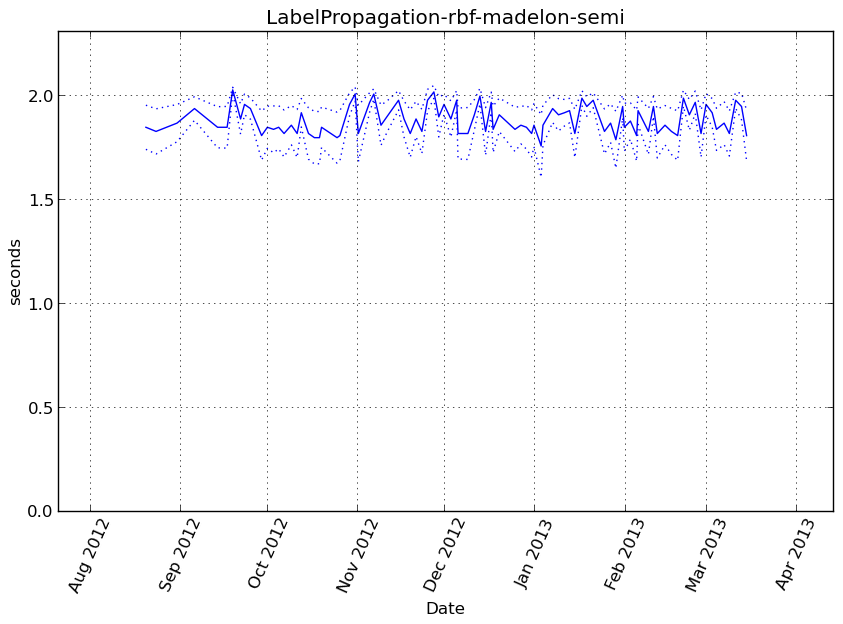 LabelPropagation-rbf-madelon-semi
2.0
1.5
1.0
0.5
0.0
seconds
Aug 2012
Sep 2012
Oct 2012
Nov 2012
Dec 2012
Jan 2013
Feb 2013
Mar 2013
Apr 2013
Date